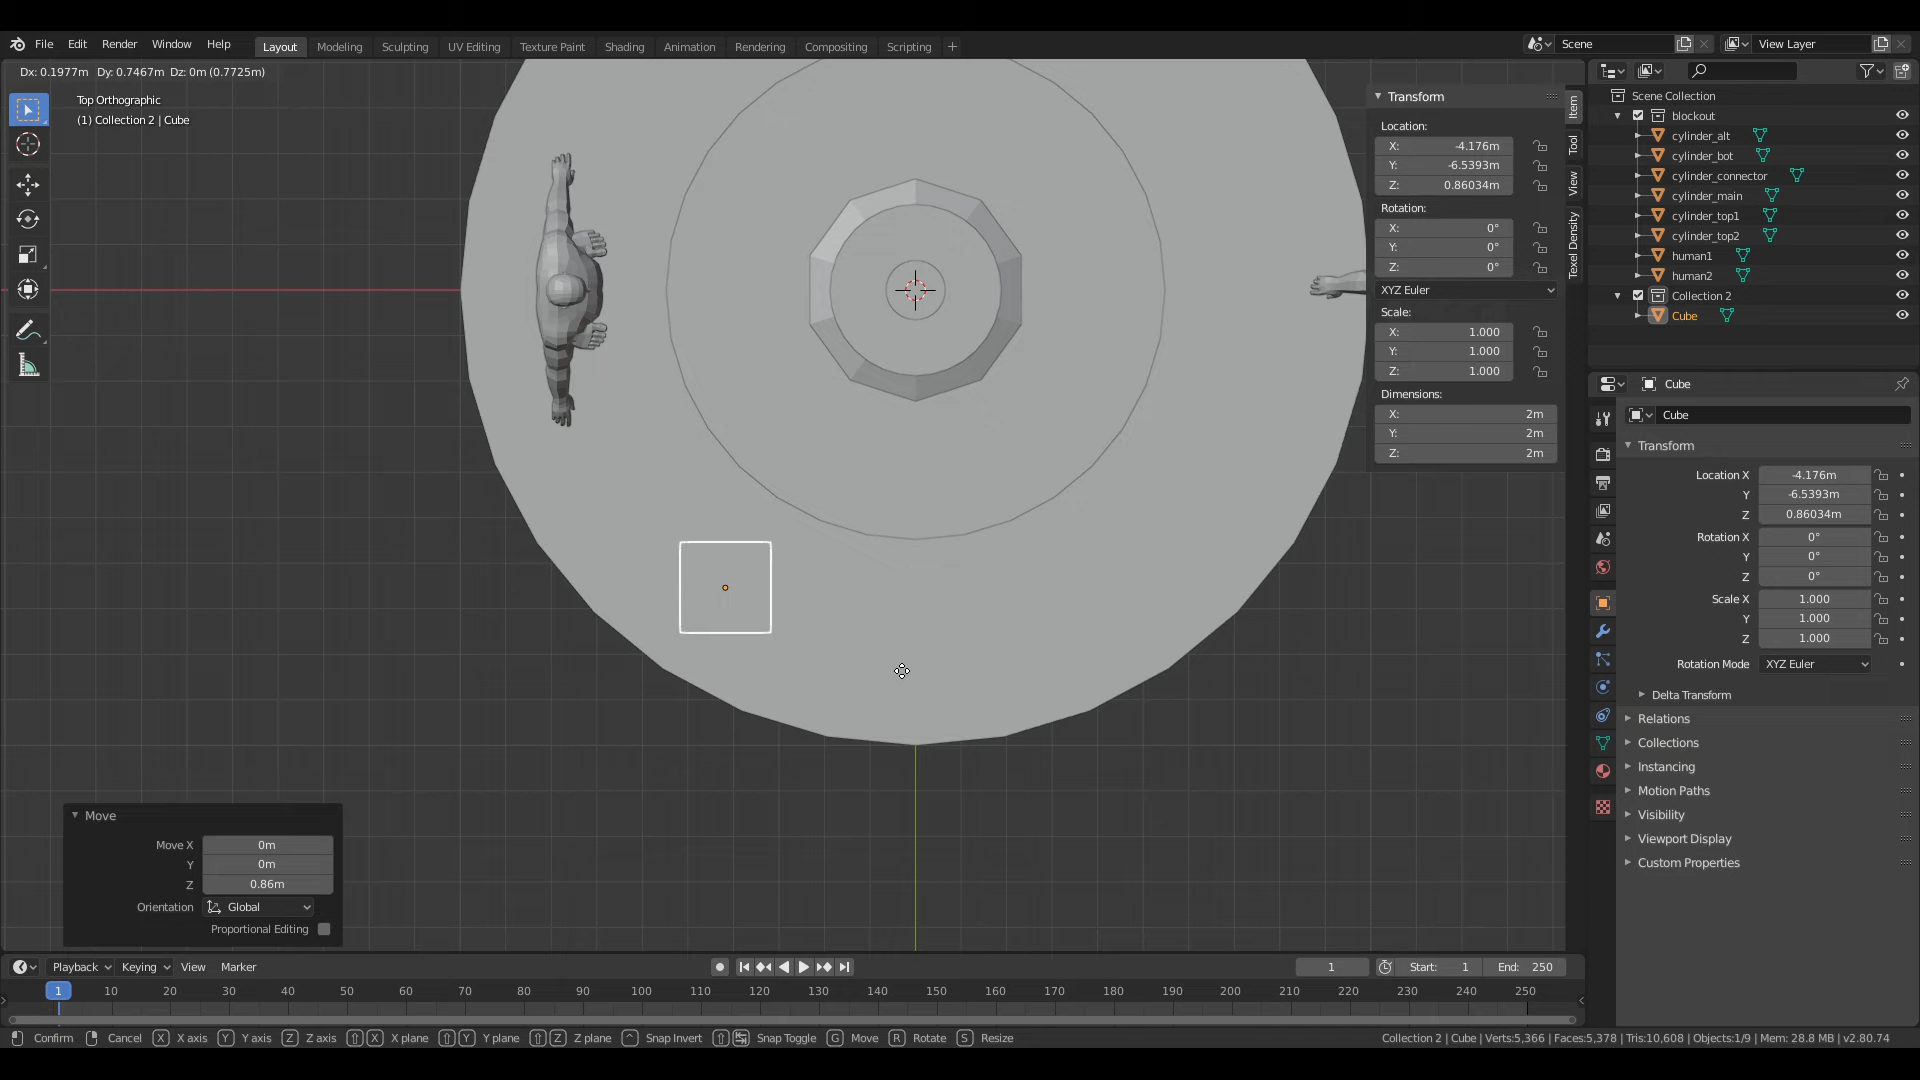 File Edit Render Window Help Layout Modeling Sculpting UV Editing Texture Paint Shading Animation Rendering Compositing Scripting + Scene View Layer
Dx: 0.1977m Dy: 0.7467m Dz: 0m (0.7725m)
Top Orthographic
(1) Collection 2 | Cube
Transform
Location:
X: -4.176m
Y: -6.5393m
Z: 0.86034m
Rotation:
X: 0°
Y: 0°
Z: 0°
XYZ Euler
Scale:
X: 1.000
Y: 1.000
Z: 1.000
Dimensions:
X: 2m
Y: 2m
Z: 2m
Item
Tool
View
Texel Density
Scene Collection
blockout
cylinder_alt
cylinder_bot
cylinder_connector
cylinder_main
cylinder_top1
cylinder_top2
human1
human2
Collection 2
Cube
Cube
Cube
Transform
Location X -4.176m
Y -6.5393m
Z 0.86034m
Rotation X 0°
Y 0°
Z 0°
Scale X 1.000
Y 1.000
Z 1.000
Rotation Mode XYZ Euler
Delta Transform
Relations
Collections
Instancing
Motion Paths
Visibility
Viewport Display
Custom Properties
Move
Move X 0m
Y 0m
Z 0.86m
Orientation Global
Proportional Editing
Playback Keying View Marker 1 Start: 1 End: 250
1 10 20 30 40 50 60 70 80 90 100 110 120 130 140 150 160 170 180 190 200 210 220 230 240 250
Confirm Cancel X X axis Y Y axis Z Z axis X X plane Y Y plane Z Z plane Snap Invert Snap Toggle G Move R Rotate S Resize Collection 2 | Cube | Verts:5,366 | Faces:5,378 | Tris:10,608 | Objects:1/9 | Mem: 28.8 MB | v2.80.74